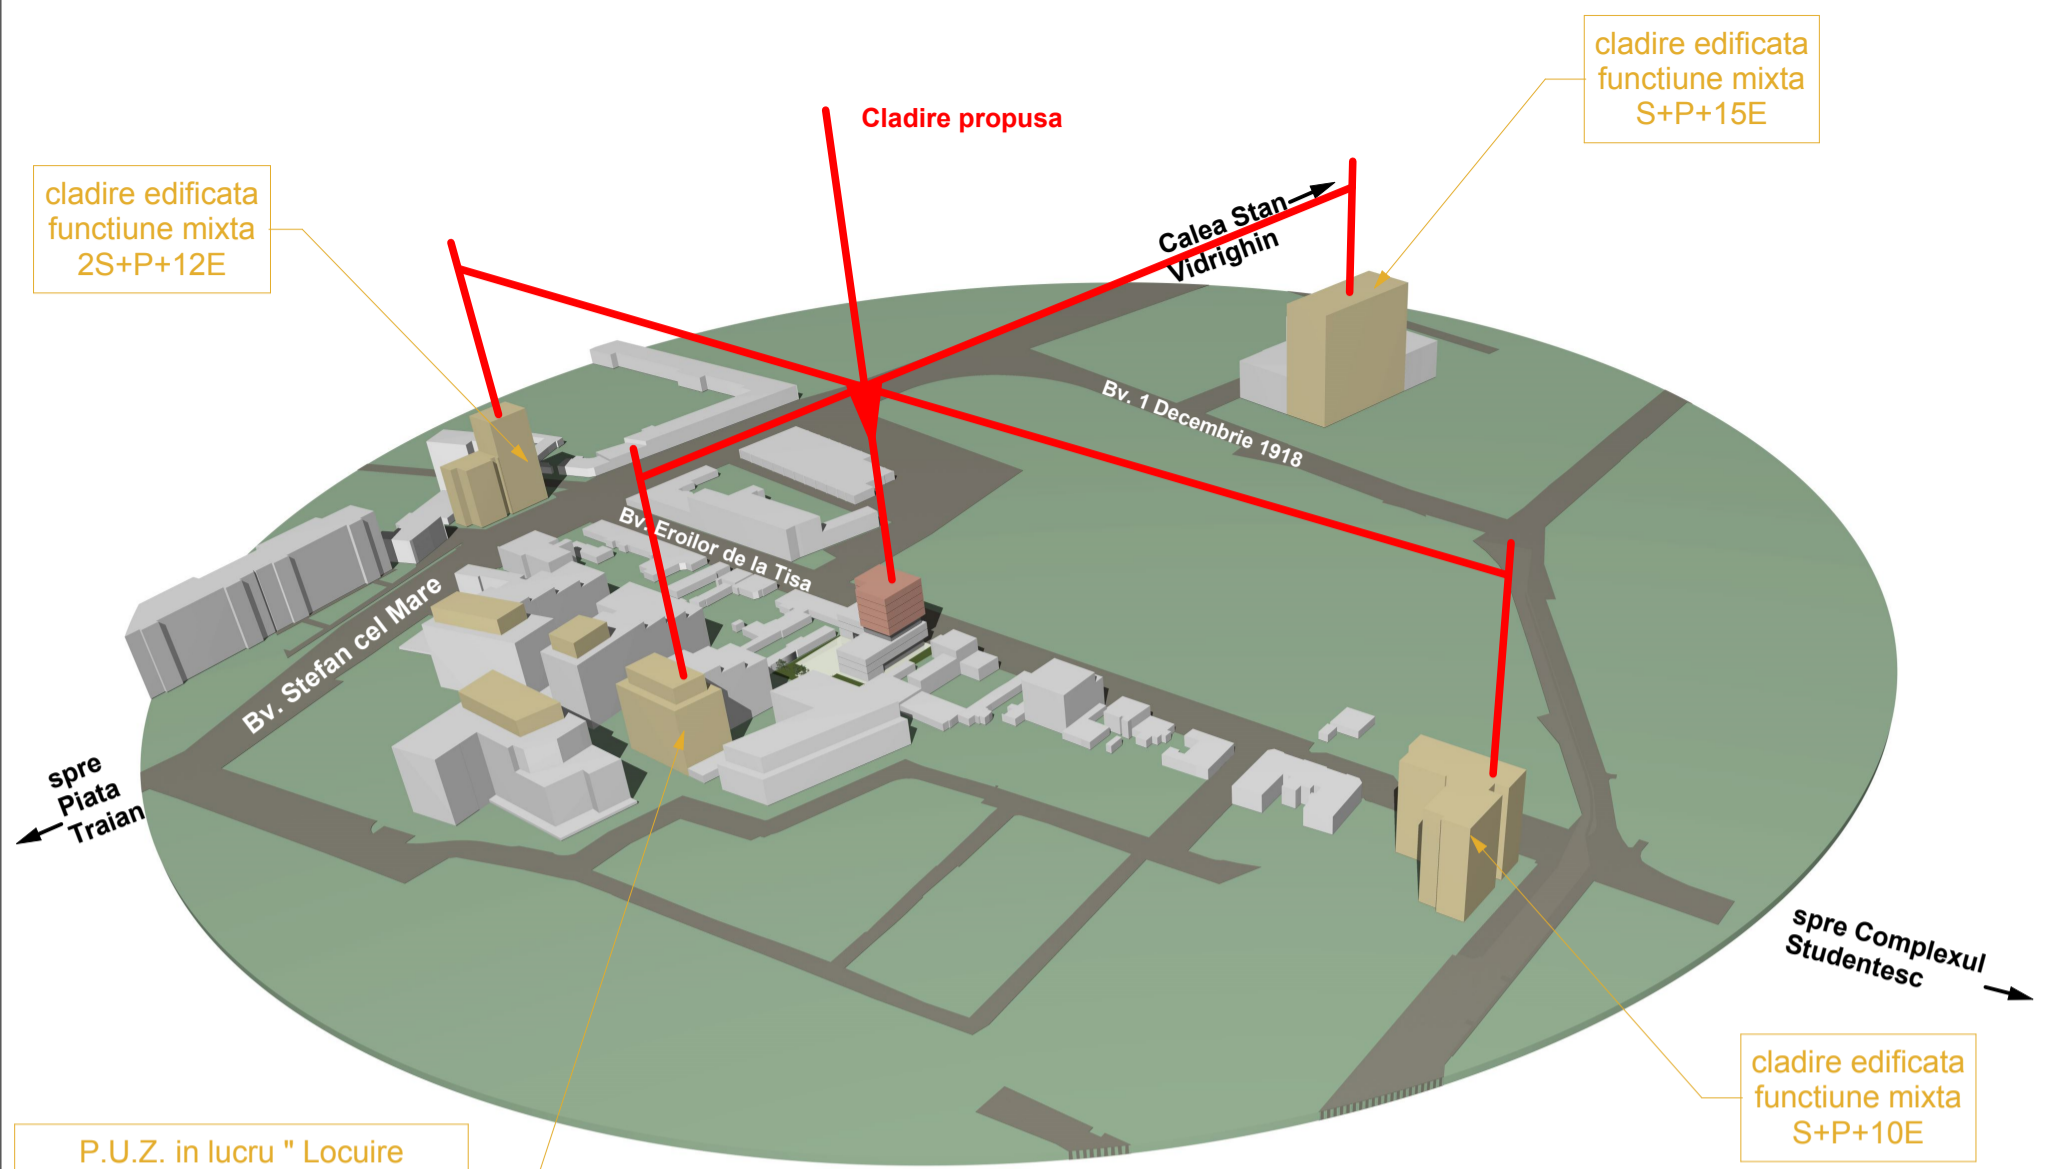 cladire edificata
functiune mixta
S+P+15E
Cladire propusa
cladire edificata
functiune mixta
2S+P+12E
Calea Stan
Vidrighin
Bv. 1 Decembrie 1918
Bv. Eroilor de la Tisa
Bv. Stefan cel Mare
spre
Piata
Traian
spre Complexul
Studentesc
cladire edificata
functiune mixta
S+P+10E
P.U.Z. in lucru " Locuire